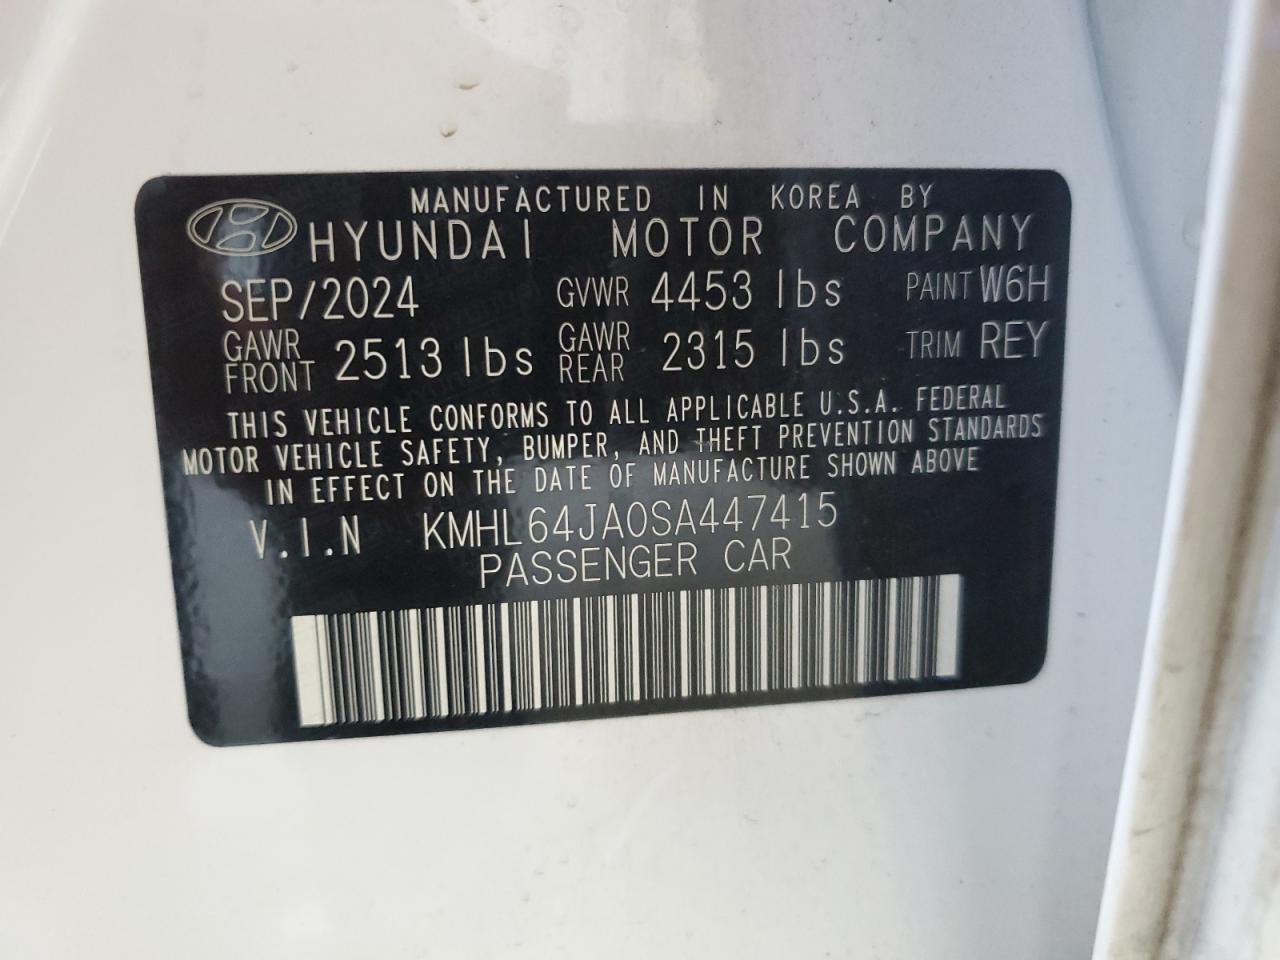 MANUFACTURED IN KOREA BY
HYUNDAI MOTOR COMPANY
SEP/2024 GVWR 4453 lbs PAINT W6H
GAWR FRONT 2513 lbs GAWR REAR 2315 lbs TRIM REY
THIS VEHICLE CONFORMS TO ALL APPLICABLE U.S.A. FEDERAL
MOTOR VEHICLE SAFETY, BUMPER, AND THEFT PREVENTION STANDARDS
IN EFFECT ON THE DATE OF MANUFACTURE SHOWN ABOVE
V.I.N KMHL64JA0SA447415
PASSENGER CAR